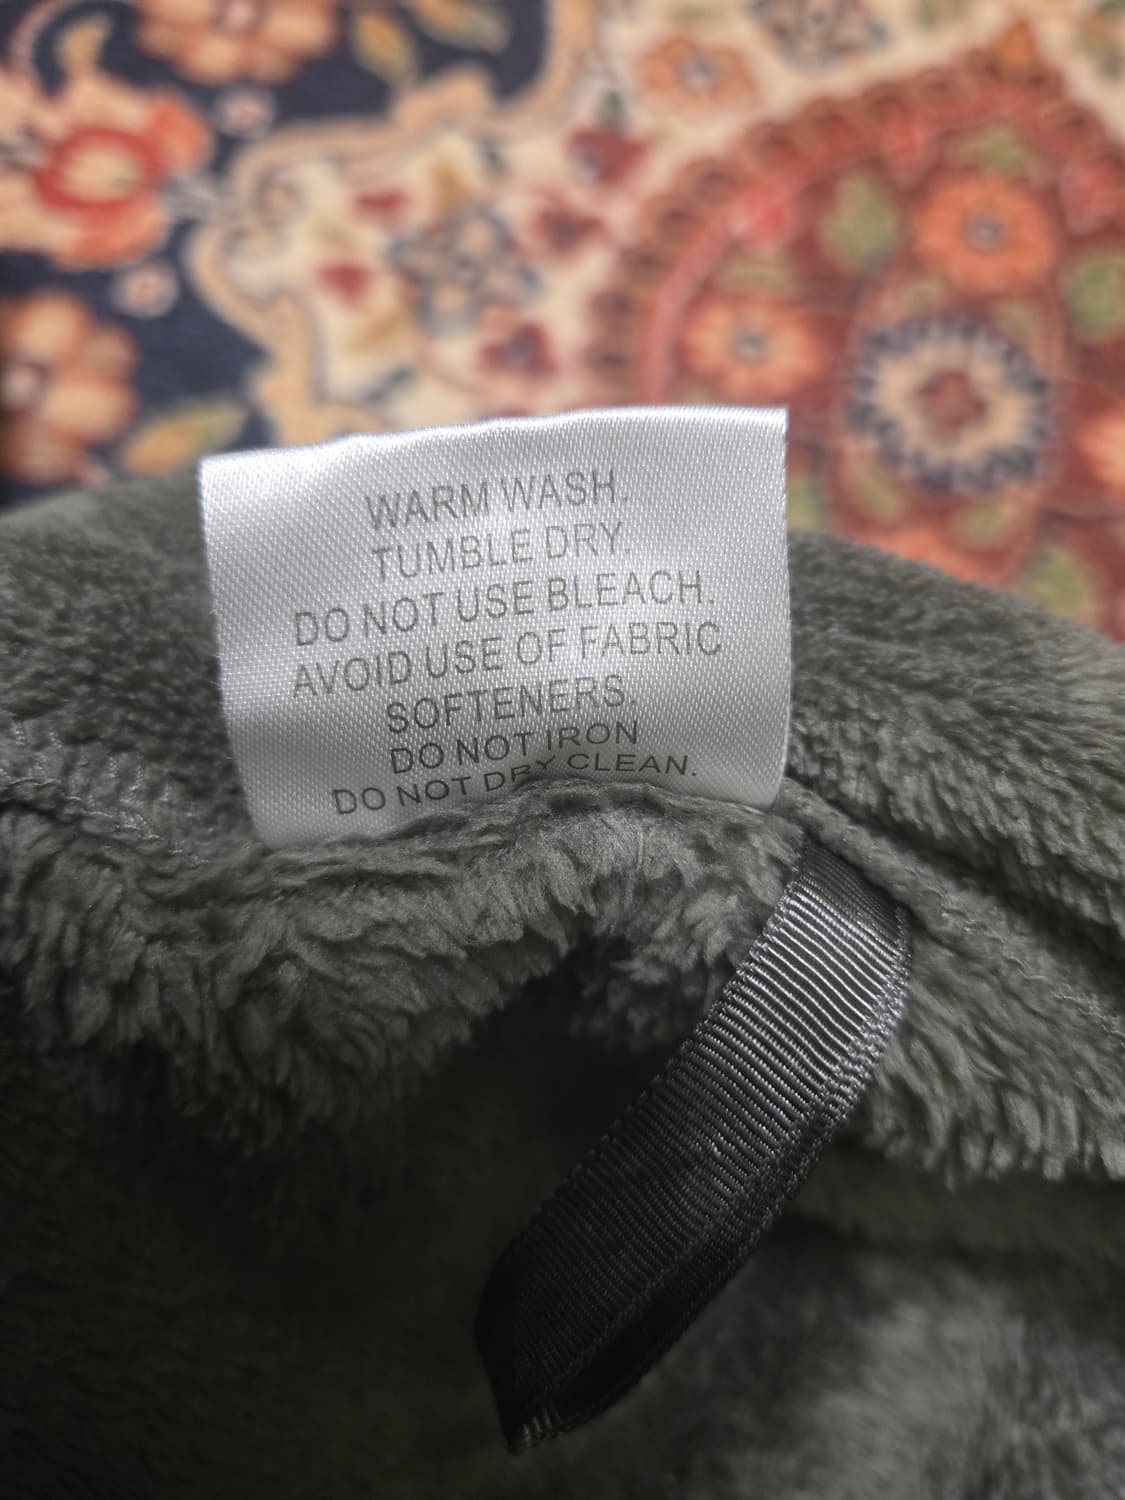 WARM WASH.
TUMBLE DRY.
DO NOT USE BLEACH.
AVOID USE OF FABRIC
SOFTENERS.
DO NOT IRON
DO NOT DRY CLEAN.